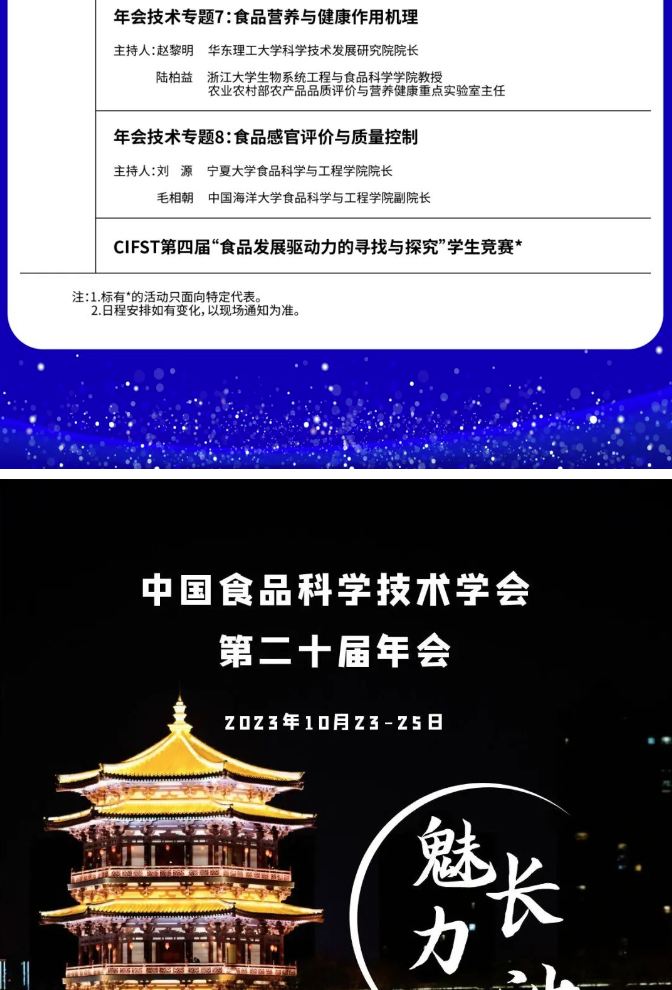 年会技术专题7：食品营养与健康作用机理
主持人：赵黎明 华东理工大学科学技术发展研究院院长
陆柏益 浙江大学生物系统工程与食品科学学院教授
农业农村部农产品品质评价与营养健康重点实验室主任
年会技术专题8：食品感官评价与质量控制
主持人：刘 源 宁夏大学食品科学与工程学院院长
毛相朝 中国海洋大学食品科学与工程学院副院长
CIFST第四届“食品发展驱动力的寻找与探究”学生竞赛*
注：1.标有*的活动只面向特定代表。
2.日程安排如有变化，以现场通知为准。
中国食品科学技术学会
第二十届年会
2023年10月23-25日
魅力
长